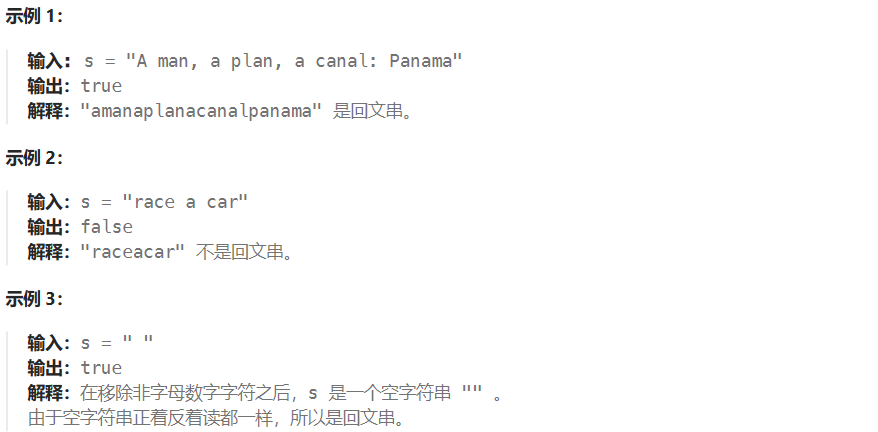 示例 1：
输入：s = "A man, a plan, a canal: Panama"
输出：true
解释："amanaplanacanalpanama" 是回文串。
示例 2：
输入：s = "race a car"
输出：false
解释："raceacar" 不是回文串。
示例 3：
输入：s = " "
输出：true
解释：在移除非字母数字字符之后，s 是一个空字符串 "" 。
由于空字符串正着反着读都一样，所以是回文串。